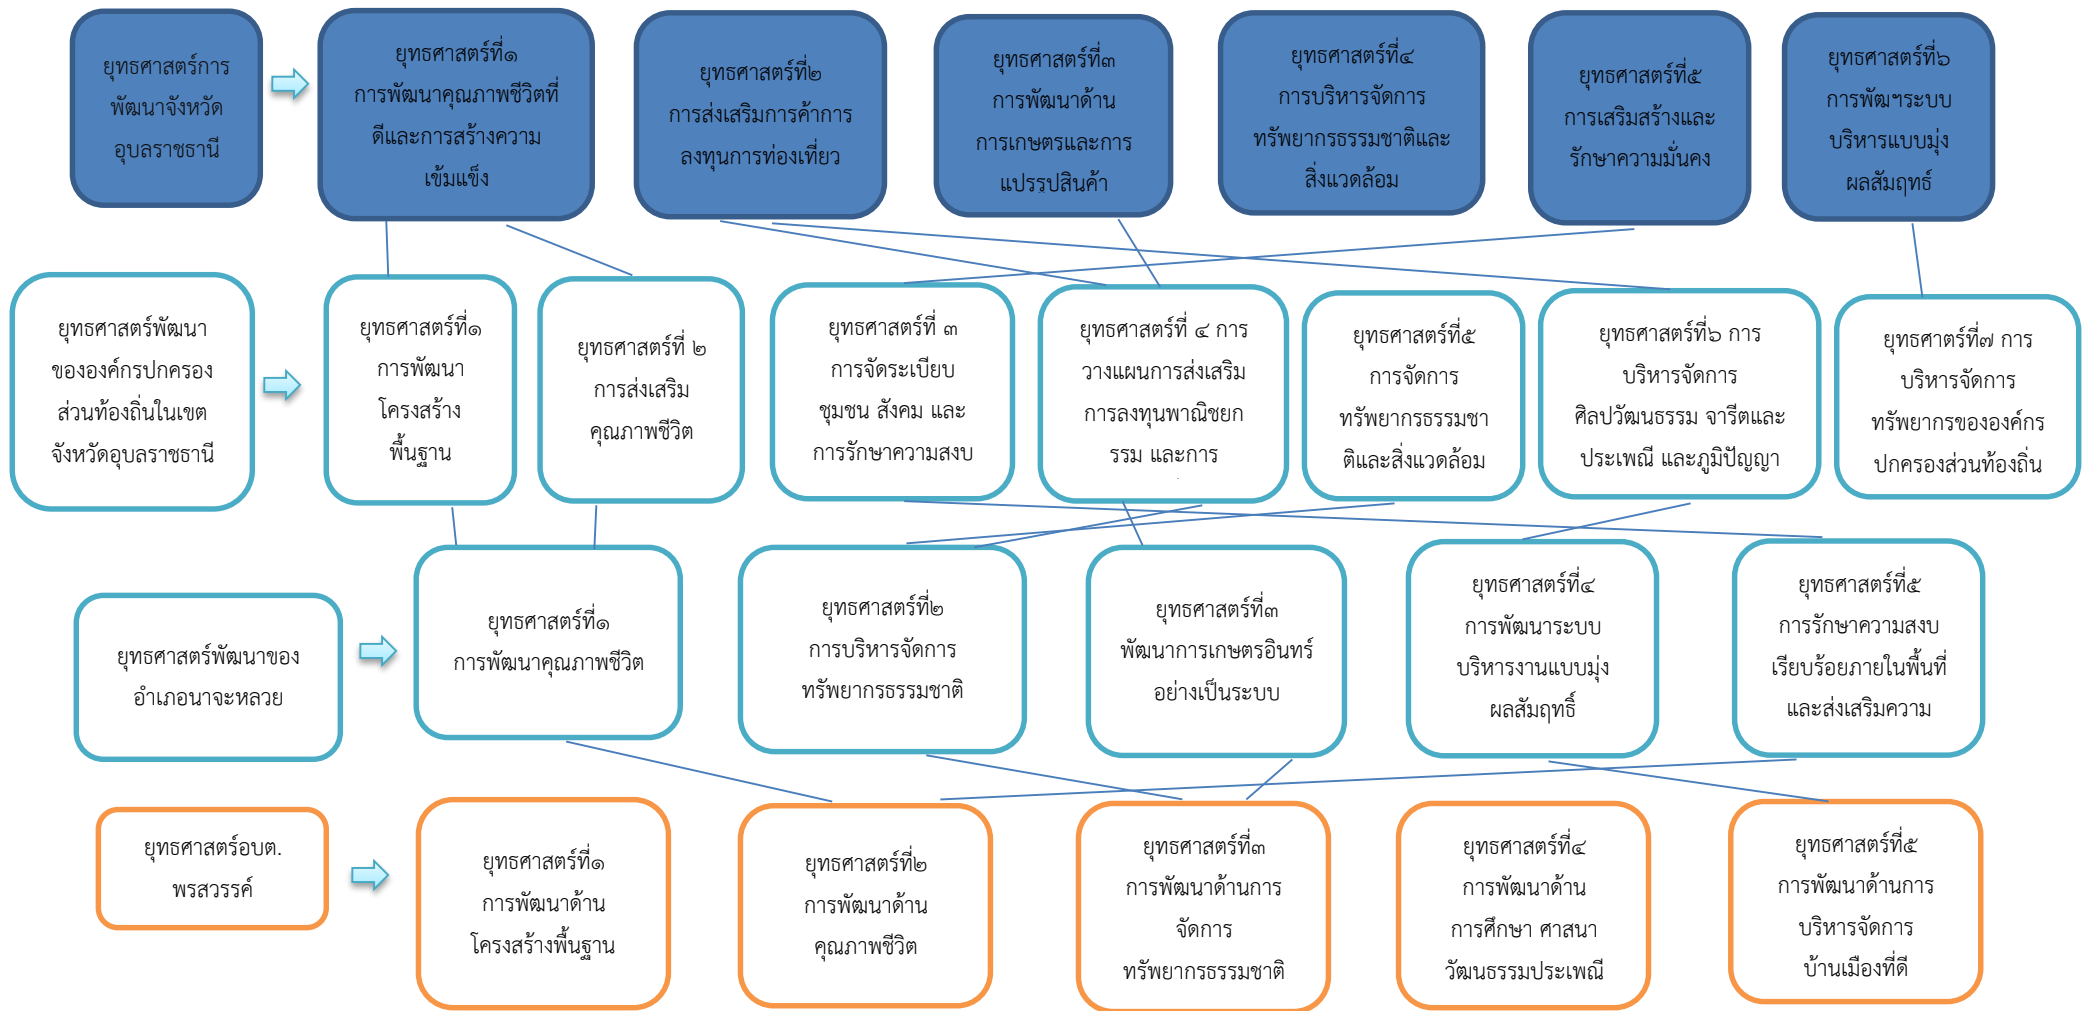 ยุทธศาสตร์การ
พัฒนาจังหวัด
อุบลราชธานี
ยุทธศาสตร์ที่๑
การพัฒนาคุณภาพชีวิตที่
ดีและการสร้างความ
เข้มแข็ง
ยุทธศาสตร์ที่๒
การส่งเสริมการค้าการ
ลงทุนการท่องเที่ยว
ยุทธศาสตร์ที่๓
การพัฒนาด้าน
การเกษตรและการ
แปรรูปสินค้า
ยุทธศาสตร์ที่๔
การบริหารจัดการ
ทรัพยากรธรรมชาติและ
สิ่งแวดล้อม
ยุทธศาสตร์ที่๕
การเสริมสร้างและ
รักษาความมั่นคง
ยุทธศาสตร์ที่๖
การพัฒฯระบบ
บริหารแบบมุ่ง
ผลสัมฤทธ์
ยุทธศาสตร์พัฒนา
ขององค์กรปกครอง
ส่วนท้องถิ่นในเขต
จังหวัดอุบลราชธานี
ยุทธศาสตร์ที่๑
การพัฒนา
โครงสร้าง
พื้นฐาน
ยุทธศาสตร์ที่ ๒
การส่งเสริม
คุณภาพชีวิต
ยุทธศาสตร์ที่ ๓
การจัดระเบียบ
ชุมชน สังคม และ
การรักษาความสงบ
ยุทธศาสตร์ที่ ๔ การ
วางแผนการส่งเสริม
การลงทุนพาณิชยก
รรม และการ
ยุทธศาสตร์ที่๕
การจัดการ
ทรัพยากรธรรมชา
ติและสิ่งแวดล้อม
ยุทธศาสตร์ที่๖ การ
บริหารจัดการ
ศิลปวัฒนธรรม จารีตและ
ประเพณี และภูมิปัญญา
ยุทธศาตร์ที่๗ การ
บริหารจัดการ
ทรัพยากรขององค์กร
ปกครองส่วนท้องถิ่น
ยุทธศาสตร์พัฒนาของ
อำเภอนาจะหลวย
ยุทธศาสตร์ที่๑
การพัฒนาคุณภาพชีวิต
ยุทธศาสตร์ที่๒
การบริหารจัดการ
ทรัพยากรธรรมชาติ
ยุทธศาสตร์ที่๓
พัฒนาการเกษตรอินทร์
อย่างเป็นระบบ
ยุทธศาสตร์ที่๔
การพัฒนาระบบ
บริหารงานแบบมุ่ง
ผลสัมฤทธิ์
ยุทธศาสตร์ที่๕
การรักษาความสงบ
เรียบร้อยภายในพื้นที่
และส่งเสริมความ
ยุทธศาสตร์อบต.
พรสวรรค์
ยุทธศาสตร์ที่๑
การพัฒนาด้าน
โครงสร้างพื้นฐาน
ยุทธศาสตร์ที่๒
การพัฒนาด้าน
คุณภาพชีวิต
ยุทธศาสตร์ที่๓
การพัฒนาด้านการ
จัดการ
ทรัพยากรธรรมชาติ
ยุทธศาสตร์ที่๔
การพัฒนาด้าน
การศึกษา ศาสนา
วัฒนธรรมประเพณี
ยุทธศาสตร์ที่๕
การพัฒนาด้านการ
บริหารจัดการ
บ้านเมืองที่ดี